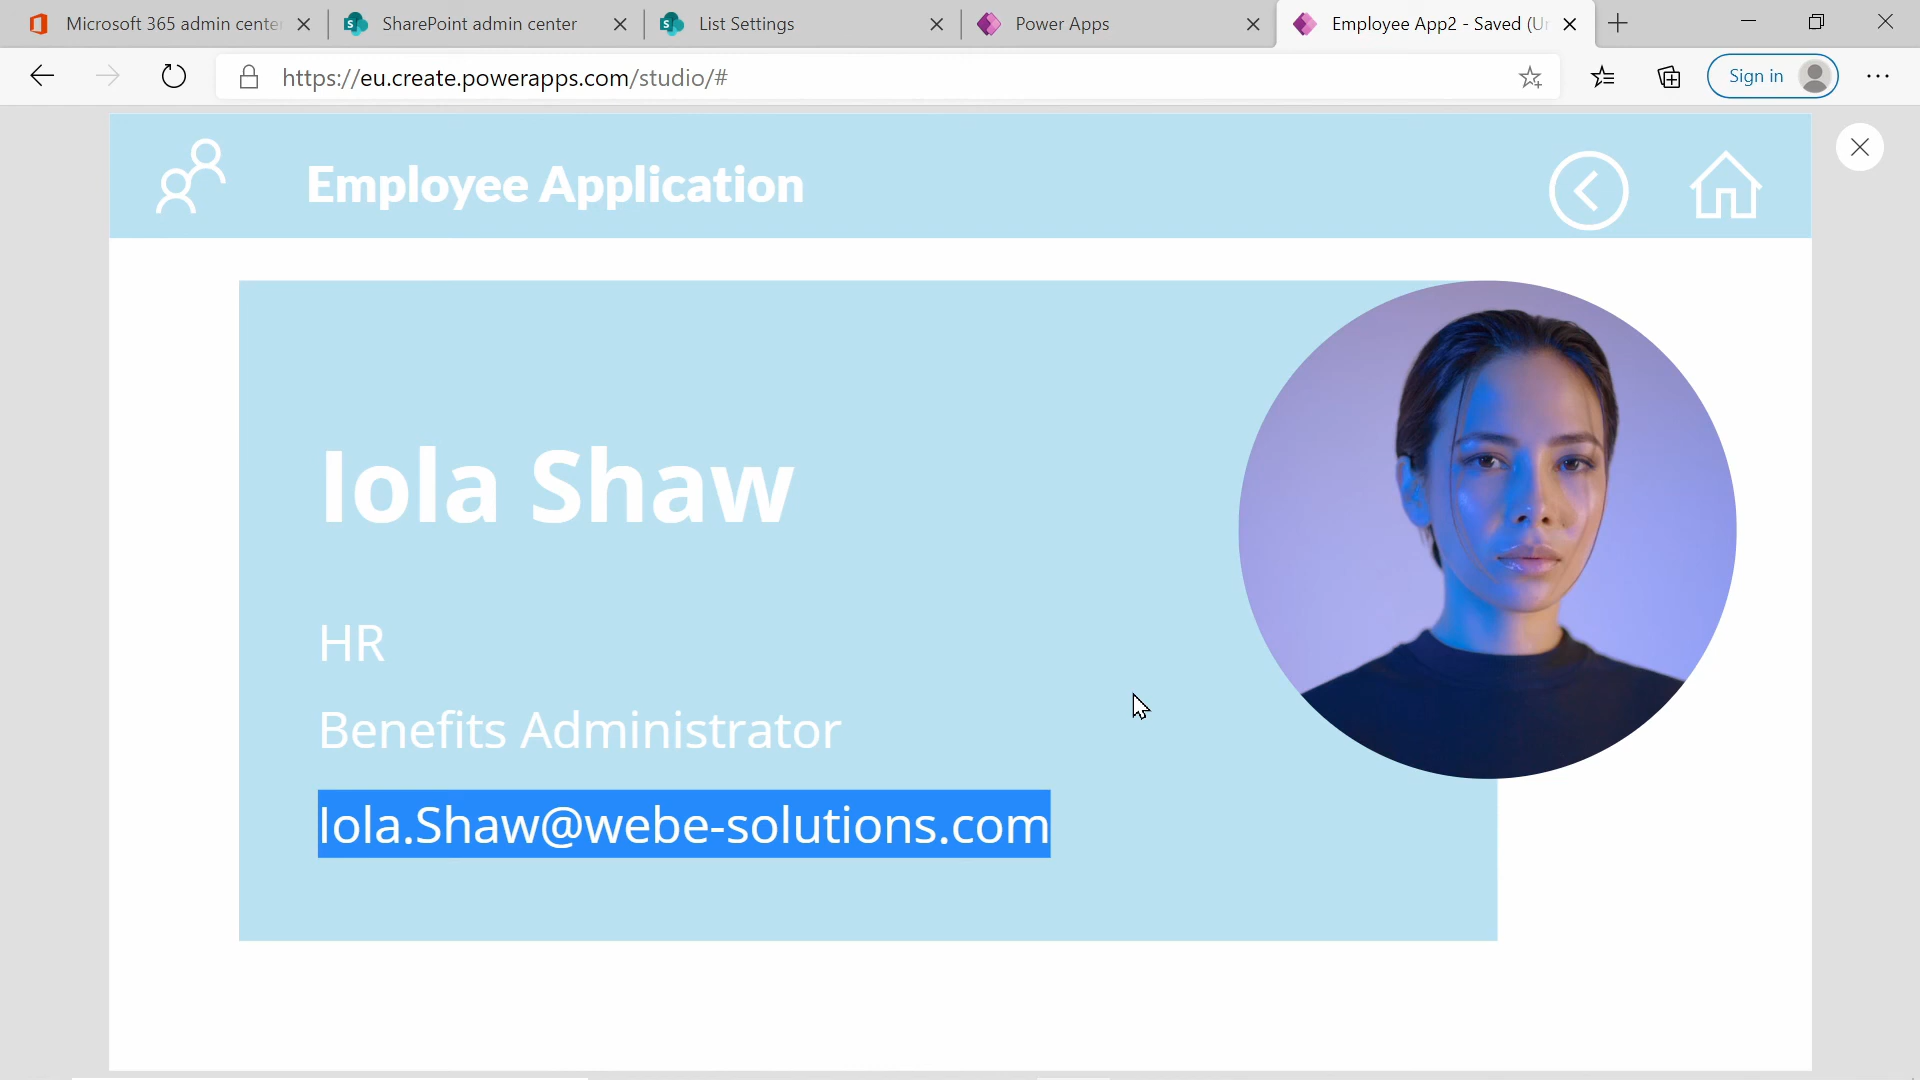 Microsoft 365 admin cente
SharePoint admin center
List Settings
Power Apps
Employee App2 - Saved (Un
https://eu.create.powerapps.com/studio/#
Sign in
Employee Application
Iola Shaw
HR
Benefits Administrator
Iola.Shaw@webe-solutions.com